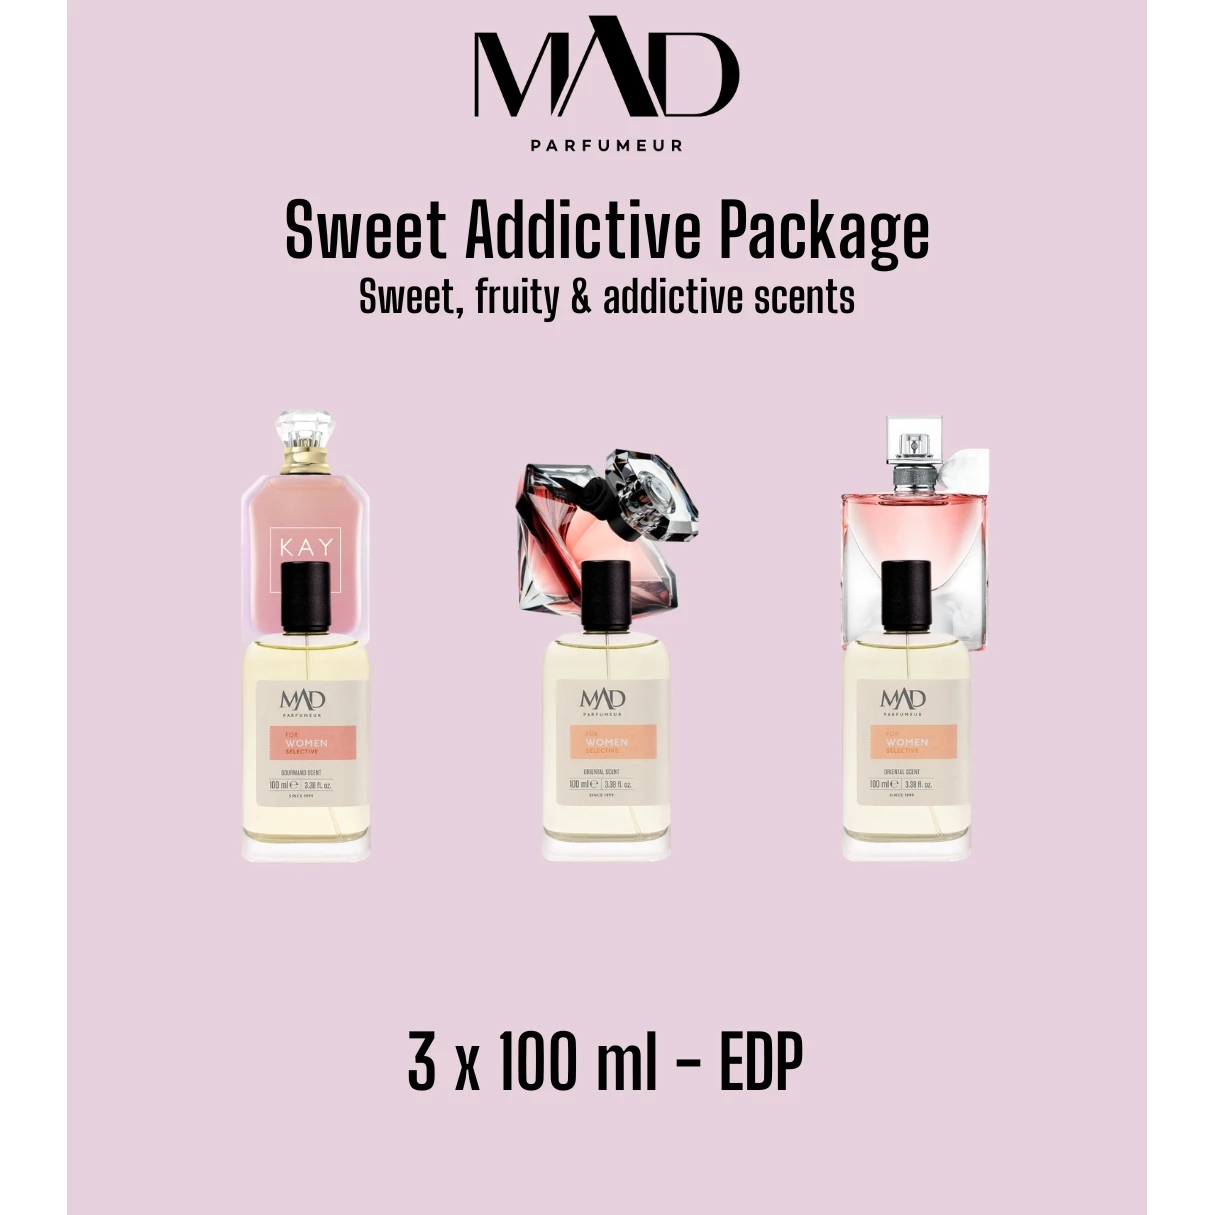 MAD
PARFUMEUR
Sweet Addictive Package
Sweet, fruity & addictive scents
KAY
MAD
PARFUMEUR
FOR
WOMEN
SELECTIVE
GOURMAND SCENT
100 ml ℮ 3.38 fl. oz.
SINCE 1999
MAD
PARFUMEUR
FOR
WOMEN
SELECTIVE
ORIENTAL SCENT
100 ml ℮ 3.38 fl. oz.
SINCE 1999
MAD
PARFUMEUR
FOR
WOMEN
SELECTIVE
ORIENTAL SCENT
100 ml ℮ 3.38 fl. oz.
SINCE 1999
3 x 100 ml - EDP